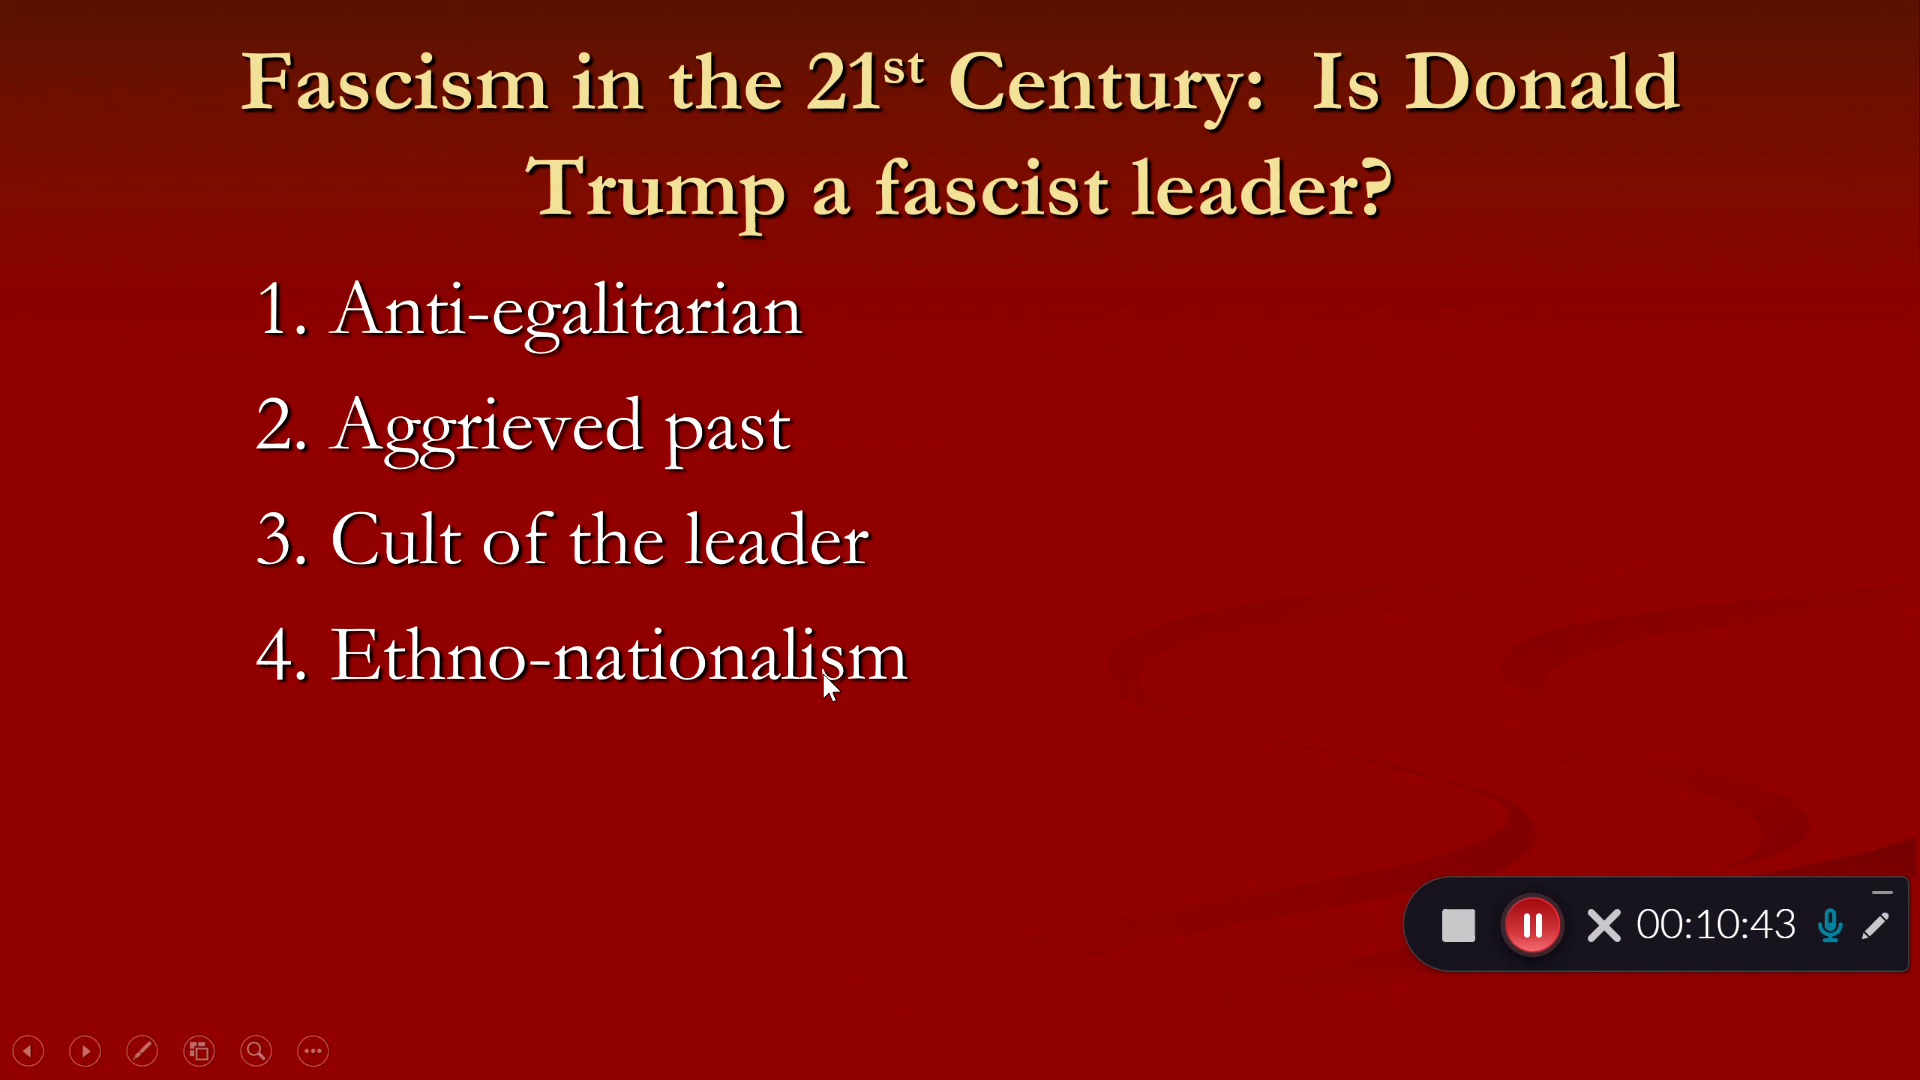 Fascism in the 21st Century: Is Donald
Trump a fascist leader?
1. Anti-egalitarian
2. Aggrieved past
3. Cult of the leader
4. Ethno-nationalism
00:10:43